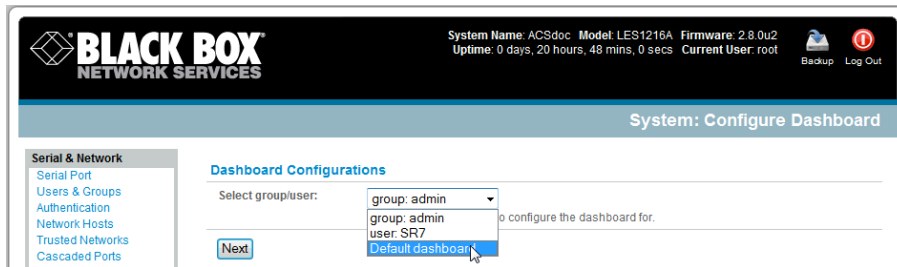 BLACK BOX
NETWORK SERVICES
System Name: ACSdoc Model: LES1216A Firmware: 2.8.0u2
Uptime: 0 days, 20 hours, 48 mins, 0 secs Current User: root
Backup
Log Out
System: Configure Dashboard
Serial & Network
Serial Port
Users & Groups
Authentication
Network Hosts
Trusted Networks
Cascaded Ports
Dashboard Configurations
Select group/user:
group: admin
group: admin
user: SR7
Default dashboard
o configure the dashboard for.
Next